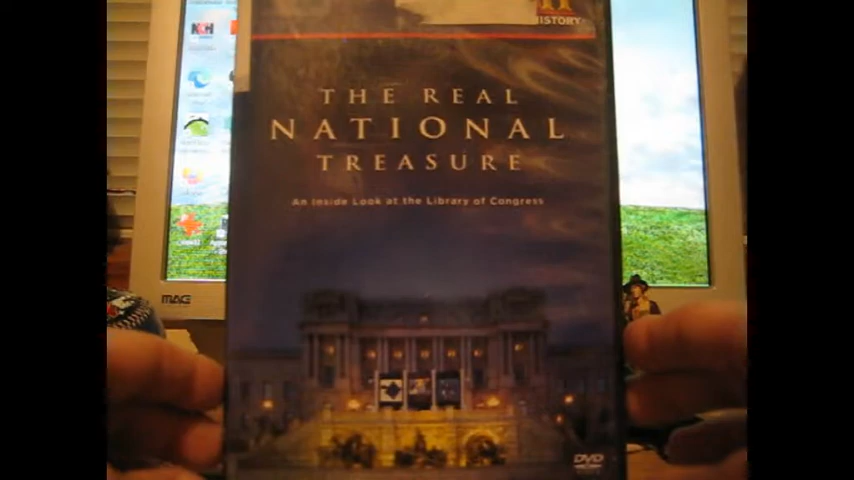 HISTORY
THE REAL
NATIONAL
TREASURE
An Inside Look at the Library of Congress
MAG
DVD